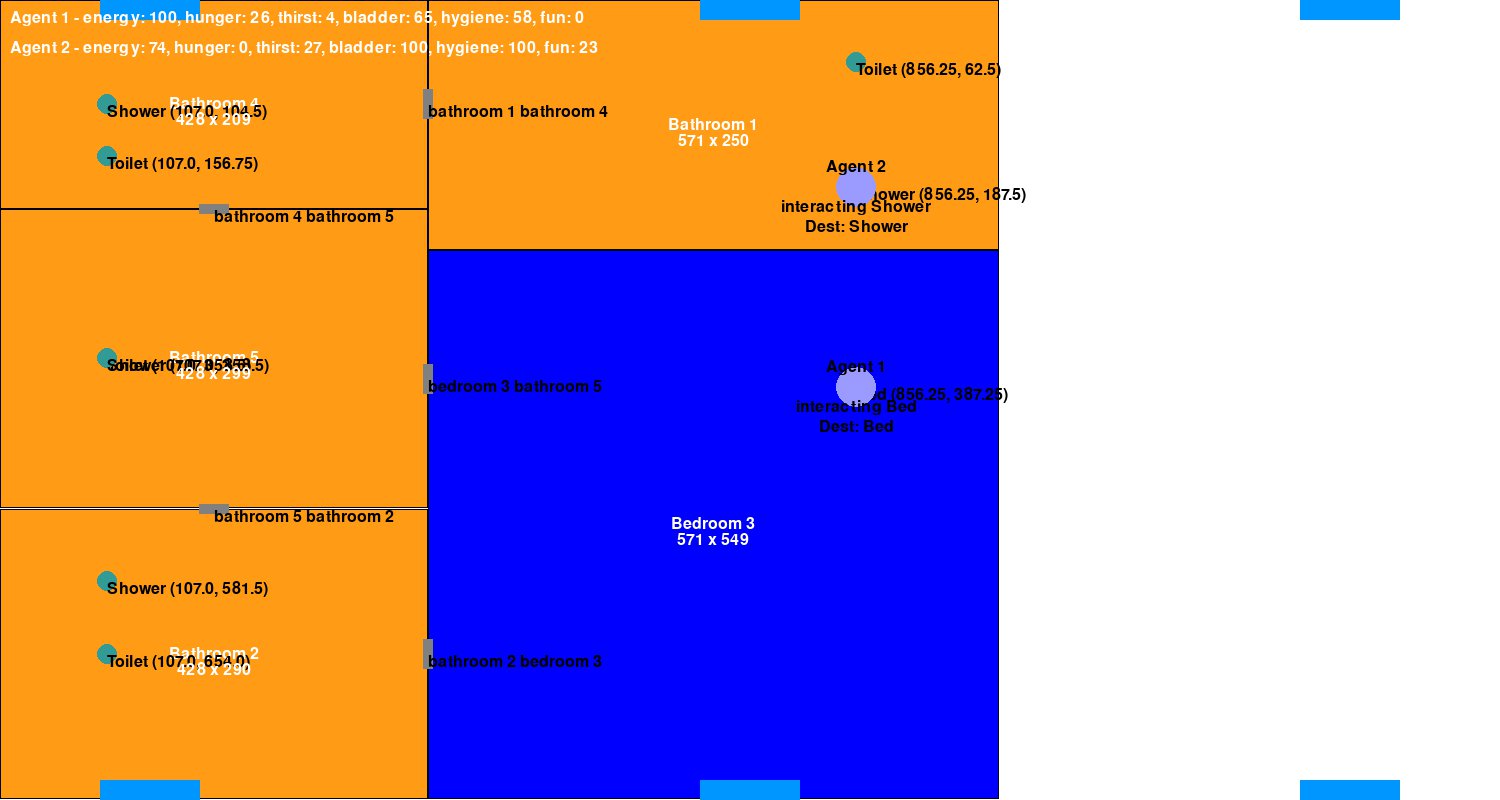 Agent 1 - energy: 100, hunger: 26, thirst: 4, bladder: 65, hygiene: 58, fun: 0
Agent 2 - energy: 74, hunger: 0, thirst: 27, bladder: 100, hygiene: 100, fun: 23
Toilet (856.25, 62.5)
Bathroom 4
428 x 209
Shower (107.0, 104.5)
bathroom 1 bathroom 4
Bathroom 1
571 x 250
Toilet (107.0, 156.75)
Agent 2
(856.25, 187.5)
interacting Shower
Dest: Shower
bathroom 4 bathroom 5
Bathroom 5
428 x 299
Agent 1
(856.25, 387.25)
interacting Bed
Dest: Bed
bedroom 3 bathroom 5
bathroom 5 bathroom 2
Bedroom 3
571 x 549
Shower (107.0, 581.5)
Bathroom 2
428 x 290
Toilet (107.0, 654.0)
bathroom 2 bedroom 3